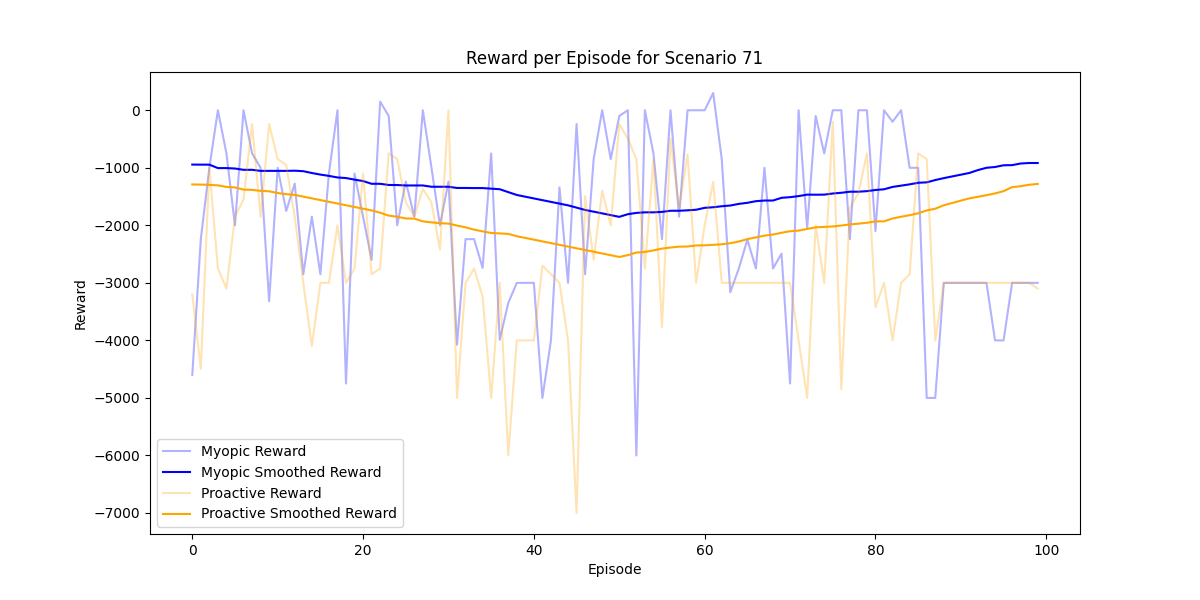 Reward per Episode for Scenario 71
Reward
0
−1000
−2000
−3000
−4000
−5000
−6000
−7000
Myopic Reward
Myopic Smoothed Reward
Proactive Reward
Proactive Smoothed Reward
0 20 40 60 80 100
Episode